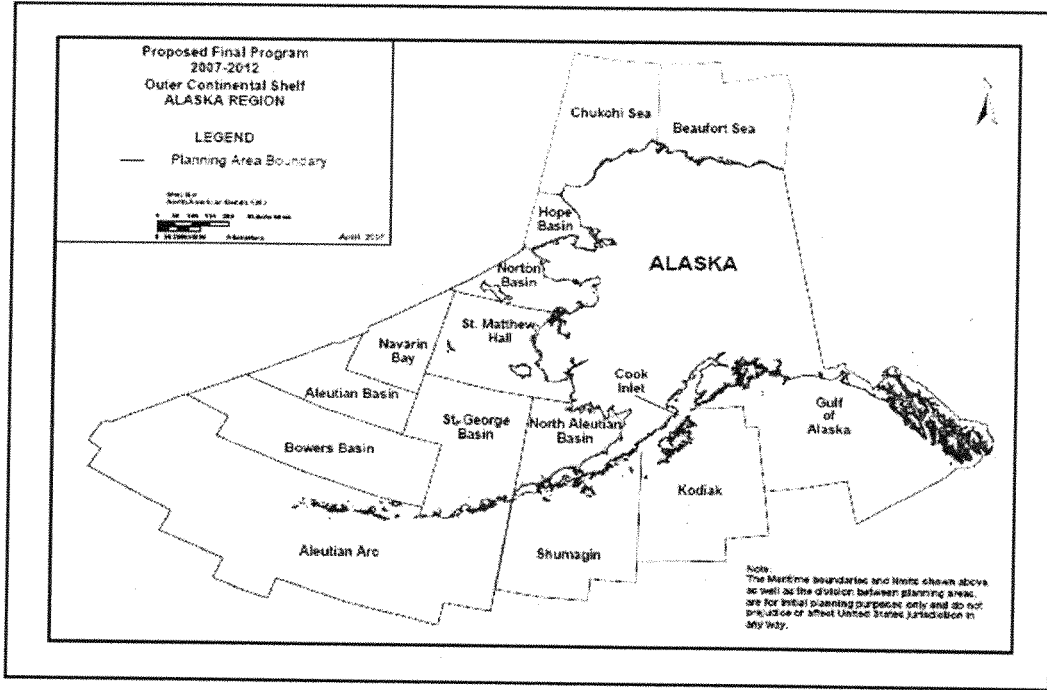 Proposed Final Program
2007-2012
Outer Continental Shelf
ALASKA REGION
LEGEND
Planning Area Boundary
April 2007
Chukohi Sea
Beaufort Sea
Hope
Basin
ALASKA
Norton
Basin
St. Matthew
Hall
Navarin
Bay
Cook
Inlet
Aleutian Basin
St. George
Basin
North Aleutian
Basin
Gulf
of
Alaska
Bowers Basin
Kodiak
Aleutian Arc
Shumagin
Note:
The Maritime boundaries and limits shown above,
as well as the division between planning areas,
are for initial planning purposes only and do not
prejudice or affect United States jurisdiction in
any way.